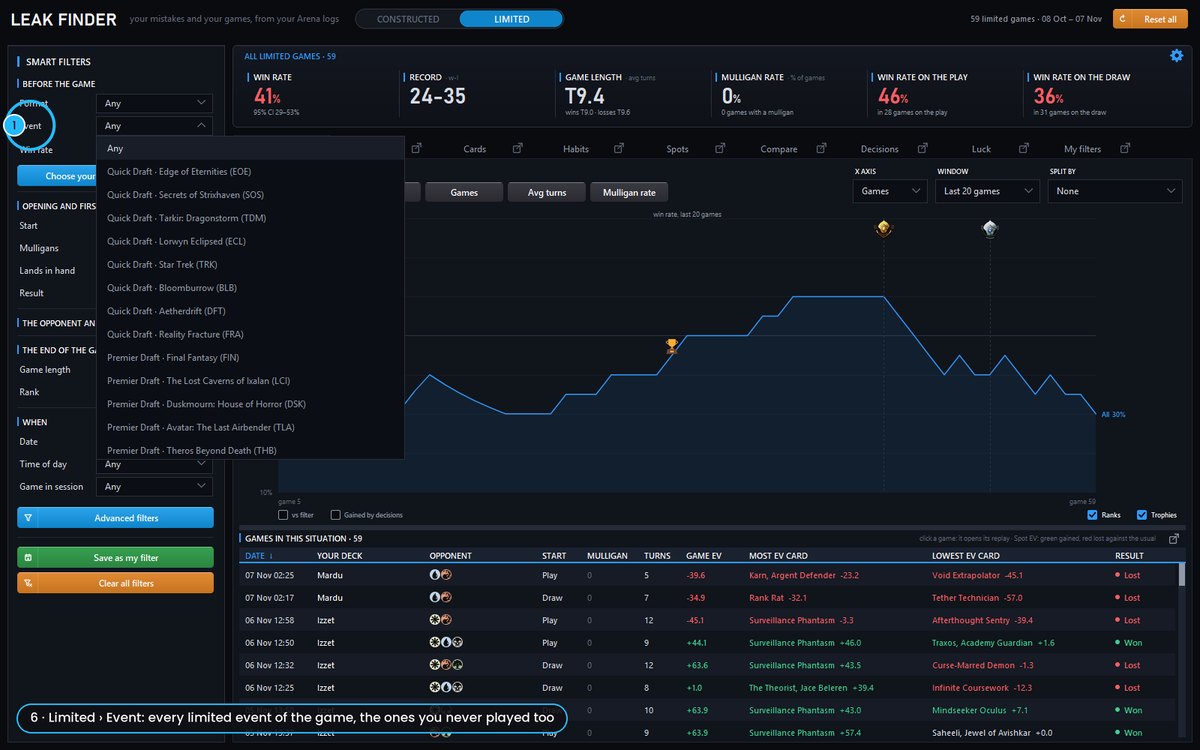 LEAK FINDER
your mistakes and your games, from your Arena logs
CONSTRUCTED
LIMITED
59 limited games · 08 Oct – 07 Nov
Reset all
SMART FILTERS
BEFORE THE GAME
Format
Any
1
Event
Any
Win rate
Choose your
Any
Quick Draft · Edge of Eternities (EOE)
Quick Draft · Secrets of Strixhaven (SOS)
Quick Draft · Tarkir: Dragonstorm (TDM)
Quick Draft · Lorwyn Eclipsed (ECL)
Quick Draft · Star Trek (TRK)
Quick Draft · Bloomburrow (BLB)
Quick Draft · Aetherdrift (DFT)
Quick Draft · Reality Fracture (FRA)
Premier Draft · Final Fantasy (FIN)
Premier Draft · The Lost Caverns of Ixalan (LCI)
Premier Draft · Duskmourn: House of Horror (DSK)
Premier Draft · Avatar: The Last Airbender (TLA)
Premier Draft · Theros Beyond Death (THB)
OPENING AND FIRS
Start
Mulligans
Lands in hand
Result
THE OPPONENT AN
THE END OF THE GA
Game length
Rank
WHEN
Date
Time of day
Any
Game in session
Any
Advanced filters
Save as my filter
Clear all filters
ALL LIMITED GAMES · 59
WIN RATE
41%
95% CI 29–53%
RECORD · w-l
24-35
GAME LENGTH · avg turns
T9.4
wins T9.0 · losses T9.6
MULLIGAN RATE · % of games
0%
0 games with a mulligan
WIN RATE ON THE PLAY
46%
in 28 games on the play
WIN RATE ON THE DRAW
36%
in 31 games on the draw
Cards
Habits
Spots
Compare
Decisions
Luck
My filters
Games
Avg turns
Mulligan rate
X AXIS
Games
WINDOW
Last 20 games
SPLIT BY
None
win rate, last 20 games
All 30%
10%
game 5
game 59
vs filter
Gained by decisions
Ranks
Trophies
GAMES IN THIS SITUATION · 59
click a game: it opens its replay · Spot EV: green gained, red lost against the usual
DATE ↓ YOUR DECK OPPONENT START MULLIGAN TURNS GAME EV MOST EV CARD LOWEST EV CARD RESULT
07 Nov 02:25 Mardu Play 0 5 -39.6 Karn, Argent Defender -23.2 Void Extrapolator -45.1 Lost
07 Nov 02:17 Mardu Draw 0 7 -34.9 Rank Rat -32.1 Tether Technician -57.0 Lost
06 Nov 12:58 Izzet Play 0 12 -45.1 Surveillance Phantasm -3.3 Afterthought Sentry -39.4 Lost
06 Nov 12:50 Izzet Play 0 9 +44.1 Surveillance Phantasm +46.0 Traxos, Academy Guardian +1.6 Won
06 Nov 12:32 Izzet Draw 0 12 +63.6 Surveillance Phantasm +43.5 Curse-Marred Demon -1.3 Lost
06 Nov 12:25 Izzet Draw 0 8 +1.0 The Theorist, Jace Beleren +39.4 Infinite Coursework -12.3 Lost
10 +63.9 Surveillance Phantasm +43.0 Mindseeker Oculus +7.1 Won
9 +63.9 Surveillance Phantasm +57.4 Saheeli, Jewel of Avishkar +0.0 Won
6 · Limited › Event: every limited event of the game, the ones you never played too